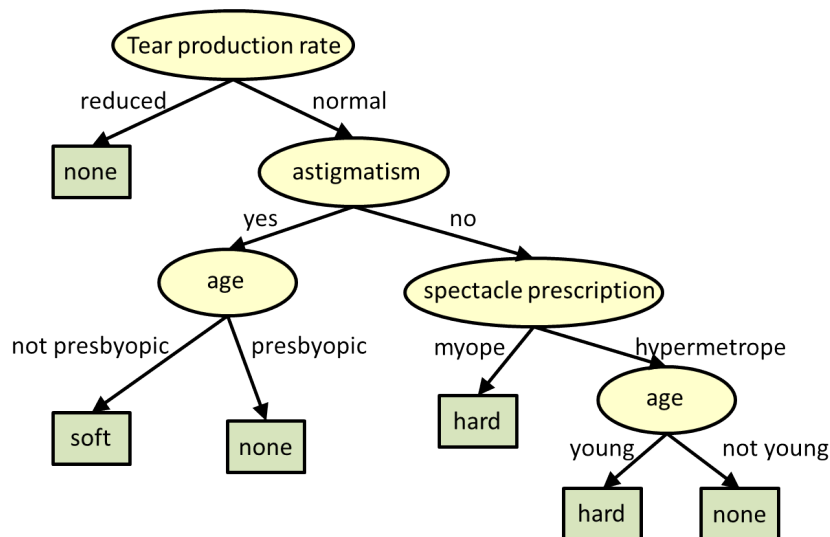 Tear production rate
reduced
normal
none
astigmatism
yes
no
age
spectacle prescription
not presbyopic
presbyopic
myope
hypermetrope
soft
none
hard
age
young
not young
hard
none